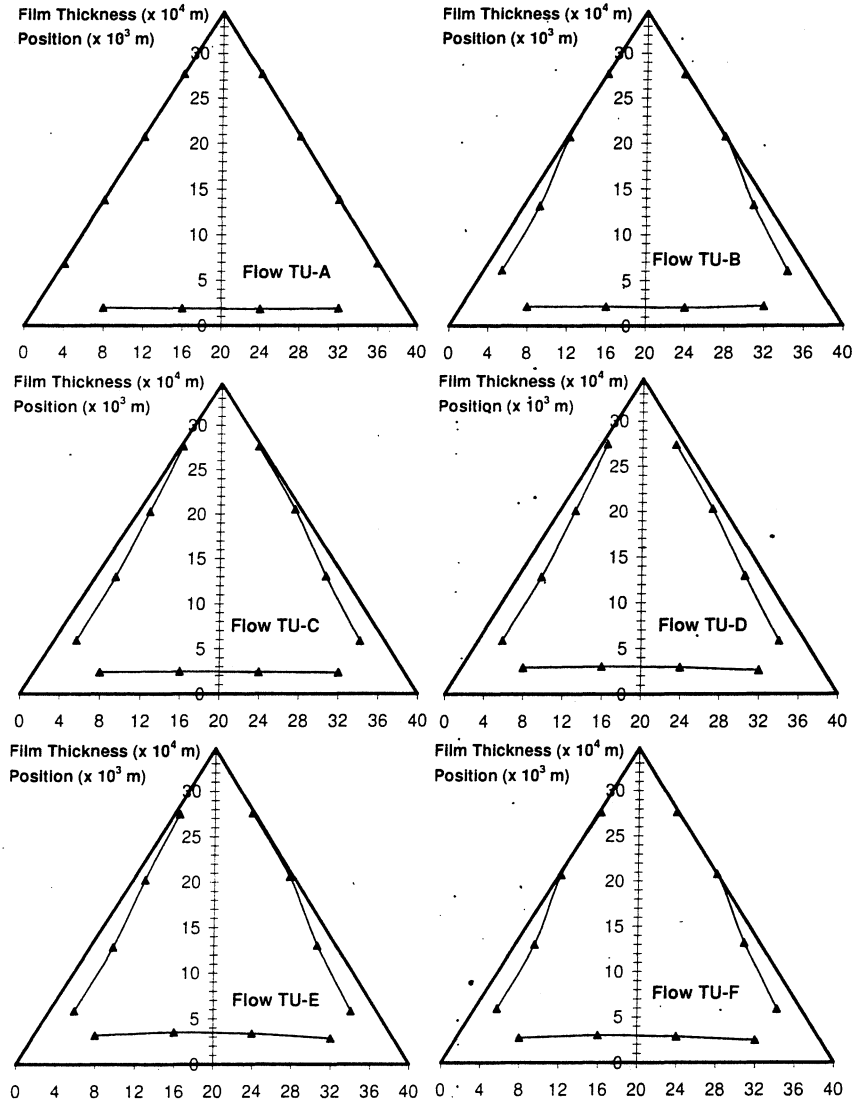 Film Thickness (x 10⁴ m)
Position (x 10³ m)
30
25
20
15
10
5
0
Flow TU-A
0 4 8 12 16 20 24 28 32 36 40
Film Thickness (x 10⁴ m)
Position (x 10³ m)
30
25
20
15
10
5
0
Flow TU-B
0 4 8 12 16 20 24 28 32 36 40
Film Thickness (x 10⁴ m)
Position (x 10³ m)
30
25
20
15
10
5
0
Flow TU-C
0 4 8 12 16 20 24 28 32 36 40
Film Thickness (x 10⁴ m)
Position (x 10³ m)
30
25
20
15
10
5
0
Flow TU-D
0 4 8 12 16 20 24 28 32 36 40
Film Thickness (x 10⁴ m)
Position (x 10³ m)
30
25
20
15
10
5
0
Flow TU-E
0 4 8 12 16 20 24 28 32 36 40
Film Thickness (x 10⁴ m)
Position (x 10³ m)
30
25
20
15
10
5
0
Flow TU-F
0 4 8 12 16 20 24 28 32 36 40